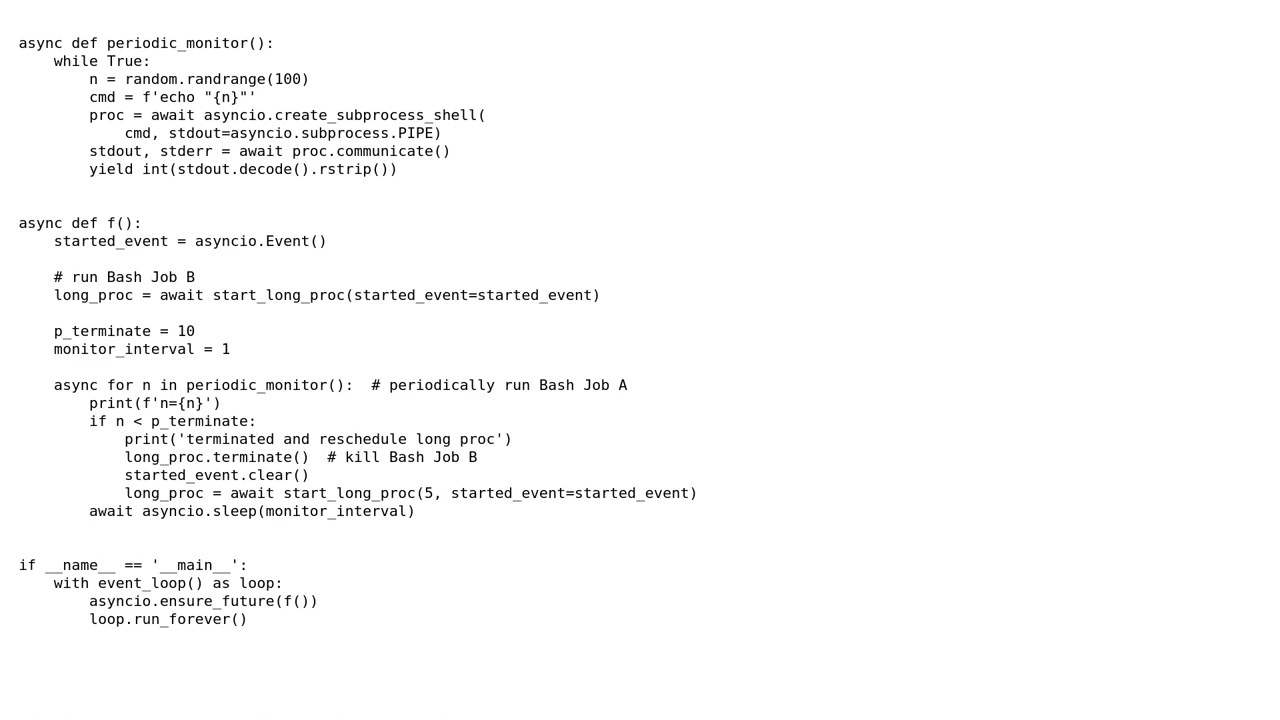 async def periodic_monitor():
    while True:
        n = random.randrange(100)
        cmd = f'echo "{n}"'
        proc = await asyncio.create_subprocess_shell(
            cmd, stdout=asyncio.subprocess.PIPE)
        stdout, stderr = await proc.communicate()
        yield int(stdout.decode().rstrip())


async def f():
    started_event = asyncio.Event()

    # run Bash Job B
    long_proc = await start_long_proc(started_event=started_event)

    p_terminate = 10
    monitor_interval = 1

    async for n in periodic_monitor():  # periodically run Bash Job A
        print(f'n={n}')
        if n < p_terminate:
            print('terminated and reschedule long proc')
            long_proc.terminate()  # kill Bash Job B
            started_event.clear()
            long_proc = await start_long_proc(5, started_event=started_event)
        await asyncio.sleep(monitor_interval)


if __name__ == '__main__':
    with event_loop() as loop:
        asyncio.ensure_future(f())
        loop.run_forever()